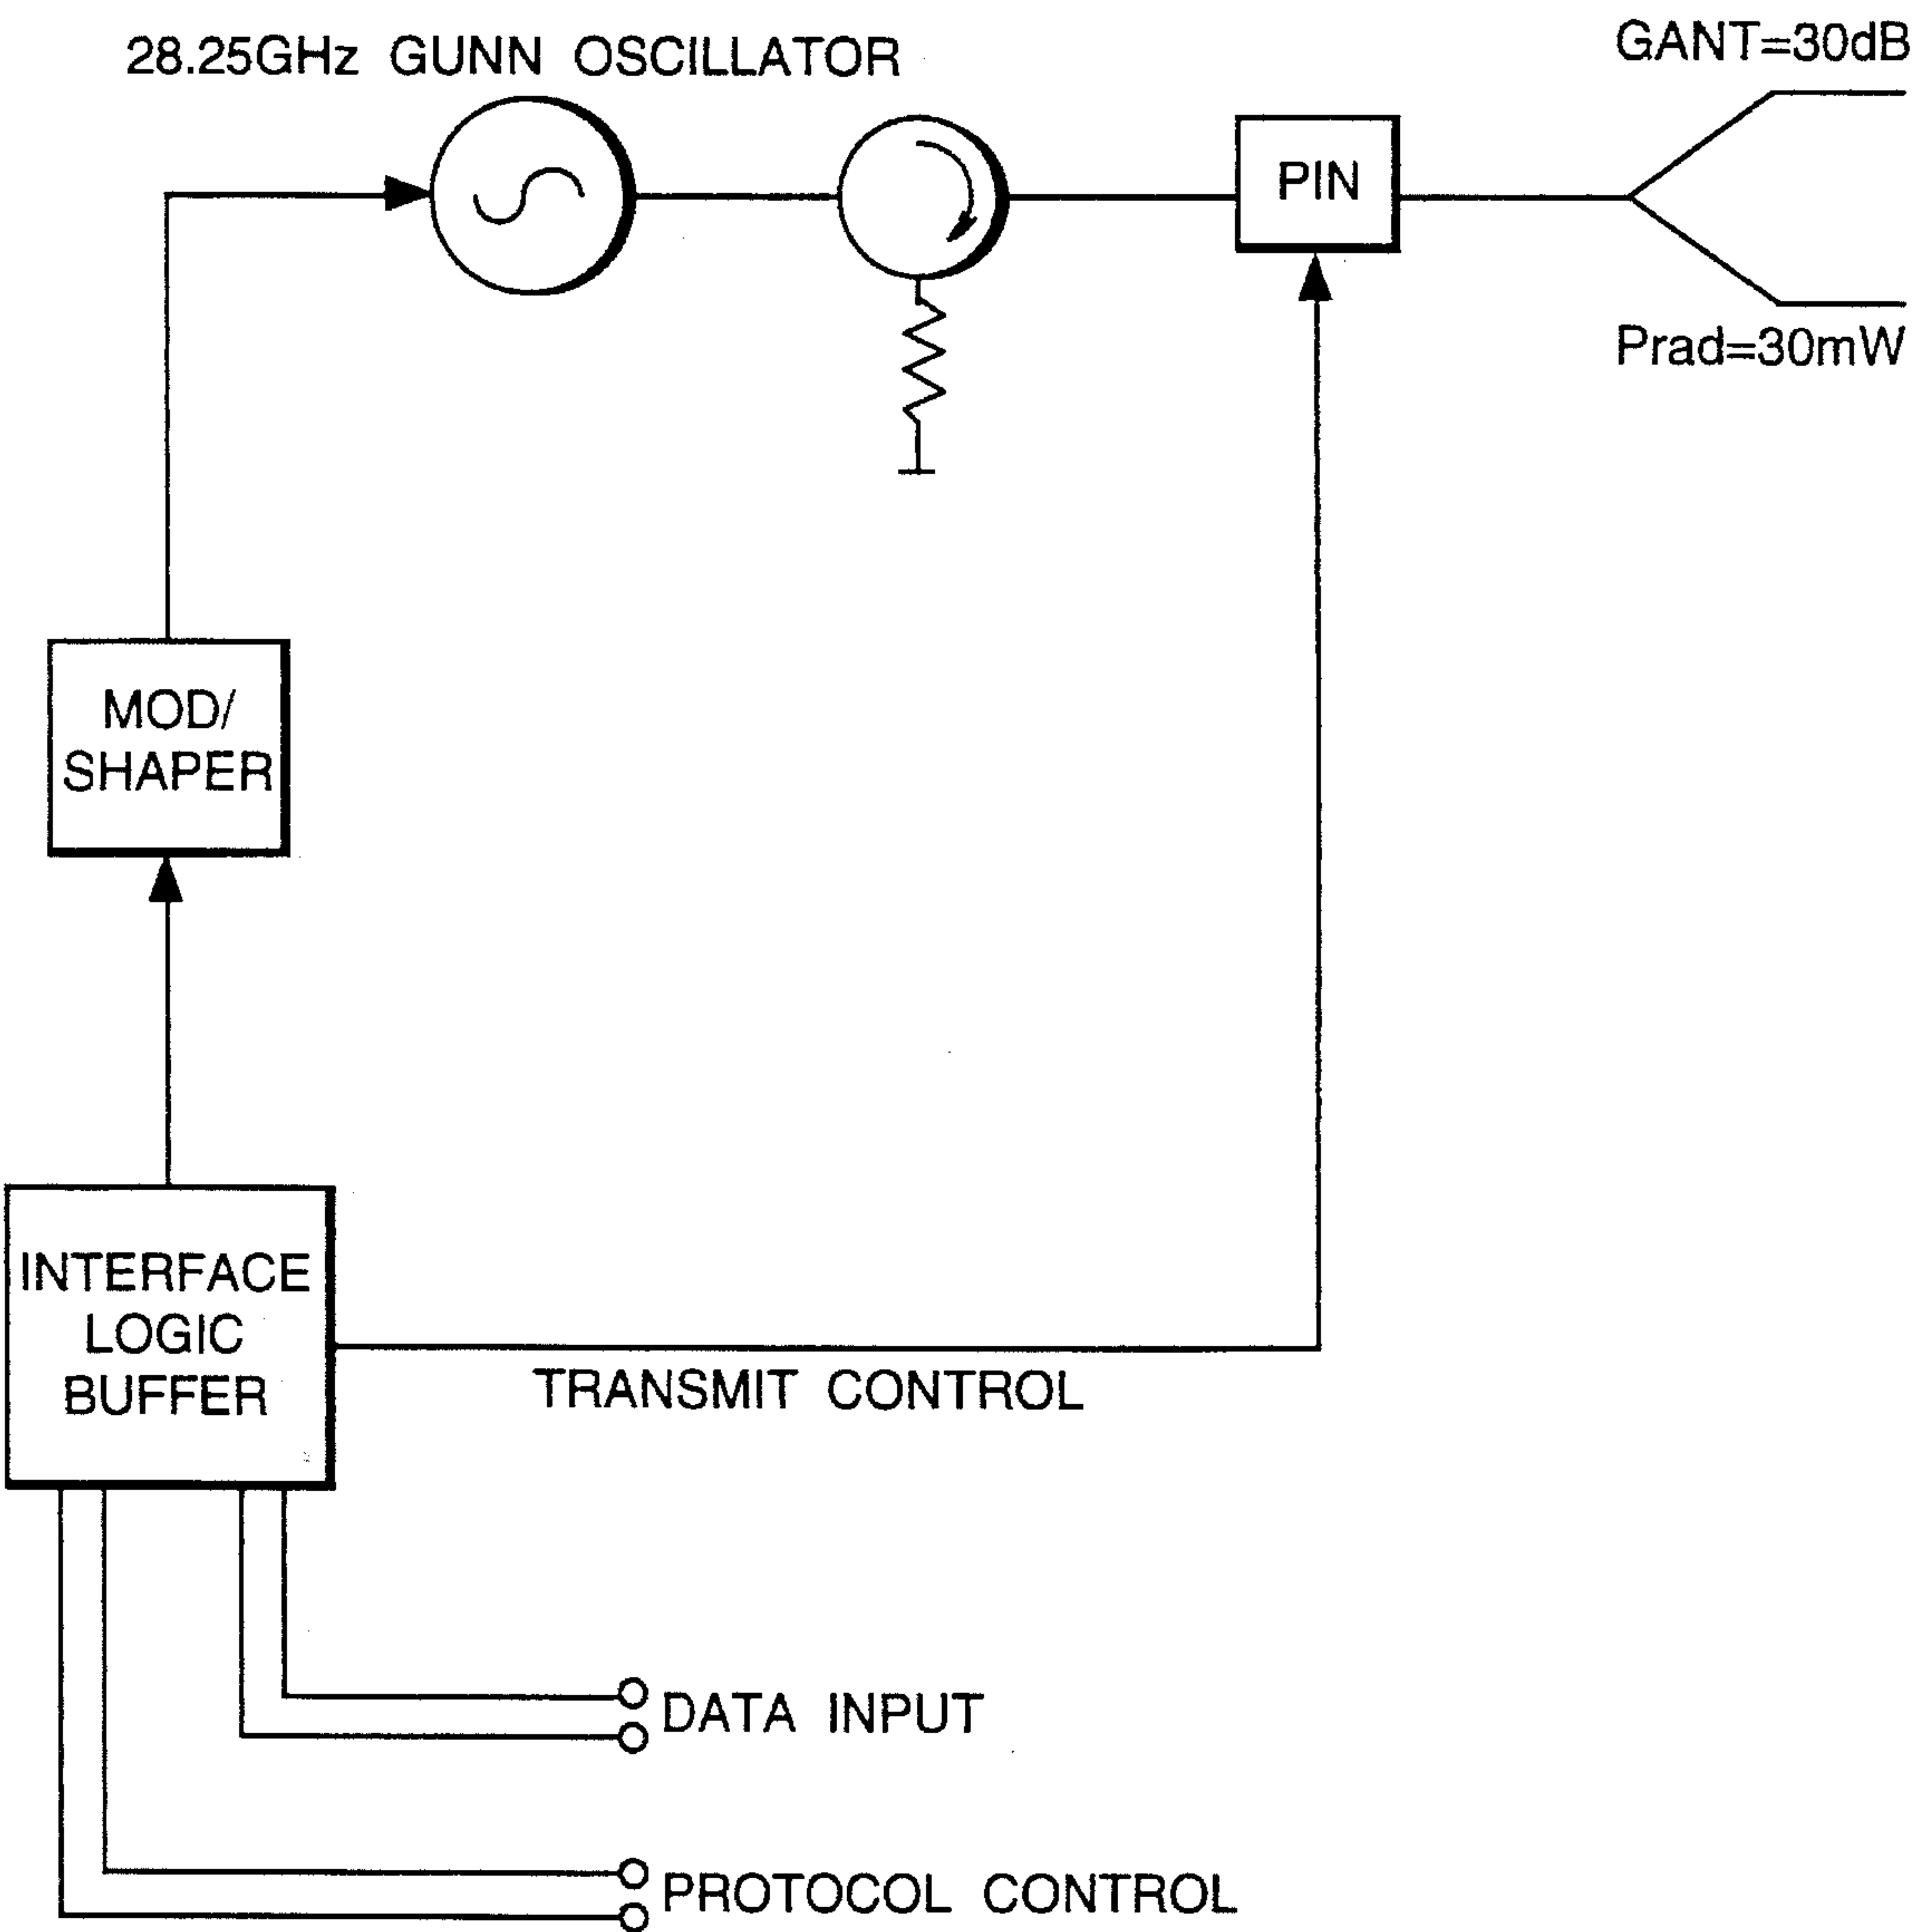 28.25GHz GUNN OSCILLATOR
GANT=30dB
PIN
Prad=30mW
MOD/
SHAPER
INTERFACE
LOGIC
BUFFER
TRANSMIT CONTROL
DATA INPUT
PROTOCOL CONTROL